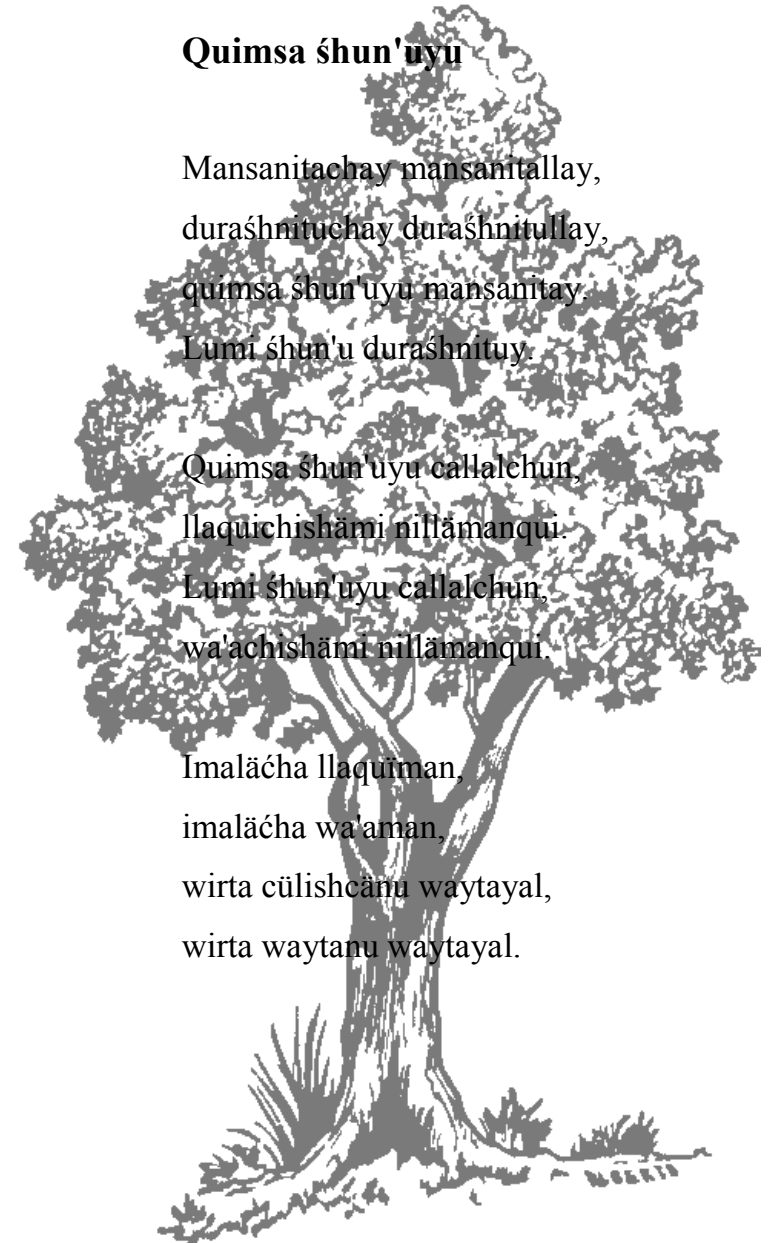 Quimsa śhun'uyu
Mansanitachay mansanitallay,
duraśhnituchay duraśhnitullay,
quimsa śhun'uyu mansanitay.
Lumi śhun'u duraśhnituy.
Quimsa śhun'uyu callalchun,
llaquichishämi nillämanqui.
Lumi śhun'uyu callalchun,
wa'achishämi nillämanqui.
Imaläćha llaquïman,
imaläćha wa'aman,
wirta cülishcänu waytayal,
wirta waytanu waytayal.